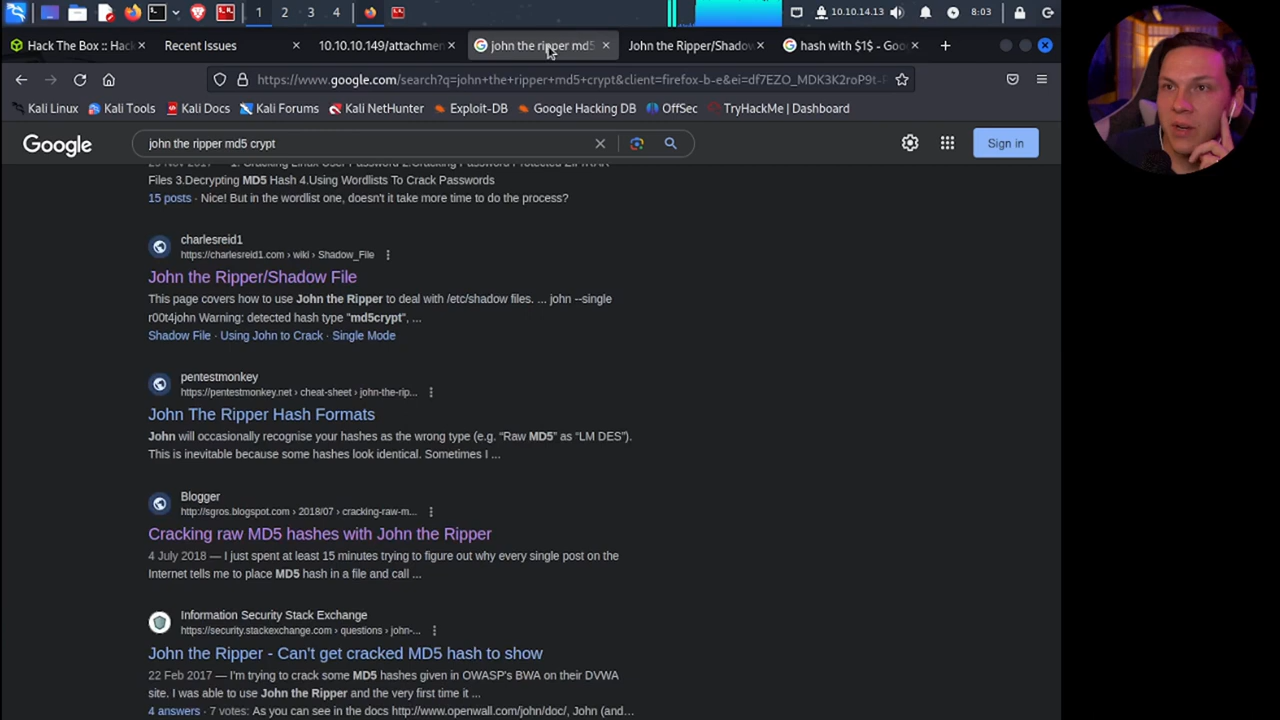 1 2 3 4 10.10.14.13 8:03
Hack The Box :: Hack
Recent Issues
10.10.10.149/attachmen
john the ripper md5
John the Ripper/Shadow
hash with $1$ - Goog
https://www.google.com/search?q=john+the+ripper+md5+crypt&client=firefox-b-e&ei=df7EZO_MDK3K2roP9t-P
Kali Linux Kali Tools Kali Docs Kali Forums Kali NetHunter Exploit-DB Google Hacking DB OffSec TryHackMe | Dashboard
Google
john the ripper md5 crypt
Sign in
Files 3.Decrypting MD5 Hash 4.Using Wordlists To Crack Passwords
15 posts · Nice! But in the wordlist one, doesn't it take more time to do the process?
charlesreid1
https://charlesreid1.com › wiki › Shadow_File
John the Ripper/Shadow File
This page covers how to use John the Ripper to deal with /etc/shadow files. ... john --single
r00t4john Warning: detected hash type "md5crypt", ...
Shadow File · Using John to Crack · Single Mode
pentestmonkey
https://pentestmonkey.net › cheat-sheet › john-the-rip...
John The Ripper Hash Formats
John will occasionally recognise your hashes as the wrong type (e.g. “Raw MD5” as “LM DES”).
This is inevitable because some hashes look identical. Sometimes I ...
Blogger
http://sgros.blogspot.com › 2018/07 › cracking-raw-m...
Cracking raw MD5 hashes with John the Ripper
4 July 2018 — I just spent at least 15 minutes trying to figure out why every single post on the
Internet tells me to place MD5 hash in a file and call ...
Information Security Stack Exchange
https://security.stackexchange.com › questions › john-...
John the Ripper - Can't get cracked MD5 hash to show
22 Feb 2017 — I'm trying to crack some MD5 hashes given in OWASP's BWA on their DVWA
site. I was able to use John the Ripper and the very first time it ...
4 answers · 7 votes: As you can see in the docs http://www.openwall.com/john/doc/, John (and...